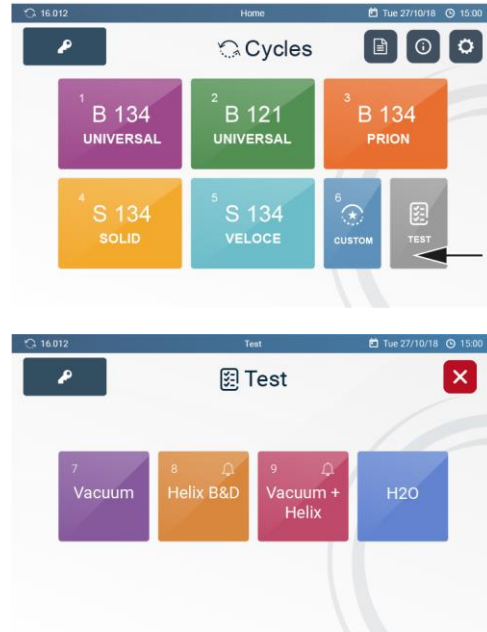 16.012 Home Tue 27/10/18 15:00
Cycles
1 2 3
B 134 B 121 B 134
UNIVERSAL UNIVERSAL PRION
4 5 6
S 134 S 134
SOLID VELOCE CUSTOM TEST
16.012 Test Tue 27/10/18 15:00
Test
7 8 9
Vacuum Helix B&D Vacuum + H2O
Helix